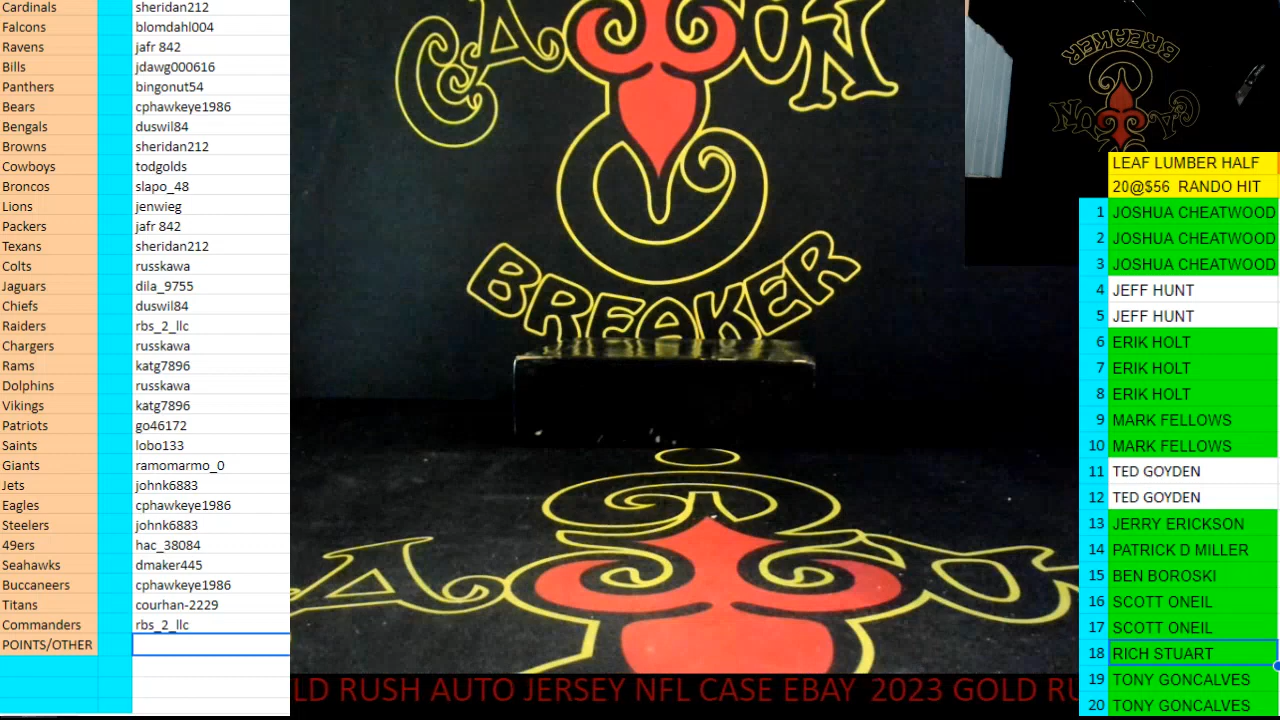 Cardinals sheridan212
Falcons blomdahl004
Ravens jafr 842
Bills jdawg000616
Panthers bingonut54
Bears cphawkeye1986
Bengals duswil84
Browns sheridan212
Cowboys todgolds
Broncos slapo_48
Lions jenwieg
Packers jafr 842
Texans sheridan212
Colts russkawa
Jaguars dila_9755
Chiefs duswil84
Raiders rbs_2_llc
Chargers russkawa
Rams katg7896
Dolphins russkawa
Vikings katg7896
Patriots go46172
Saints lobo133
Giants ramomarmo_0
Jets johnk6883
Eagles cphawkeye1986
Steelers johnk6883
49ers hac_38084
Seahawks dmaker445
Buccaneers cphawkeye1986
Titans courhan-2229
Commanders rbs_2_llc
POINTS/OTHER
BREAKER
LD RUSH AUTO JERSEY NFL CASE EBAY 2023 GOLD RU
BREAKER
LEAF LUMBER HALF
20@$56 RANDO HIT
1 JOSHUA CHEATWOOD
2 JOSHUA CHEATWOOD
3 JOSHUA CHEATWOOD
4 JEFF HUNT
5 JEFF HUNT
6 ERIK HOLT
7 ERIK HOLT
8 ERIK HOLT
9 MARK FELLOWS
10 MARK FELLOWS
11 TED GOYDEN
12 TED GOYDEN
13 JERRY ERICKSON
14 PATRICK D MILLER
15 BEN BOROSKI
16 SCOTT ONEIL
17 SCOTT ONEIL
18 RICH STUART
19 TONY GONCALVES
20 TONY GONCALVES